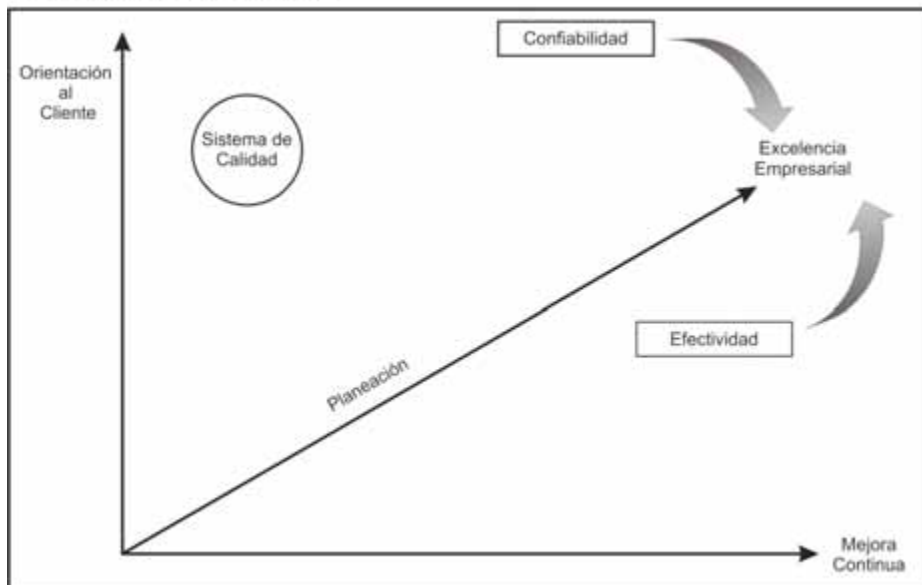 Confiabilidad
Orientación
al
Cliente
Sistema de
Calidad
Excelencia
Empresarial
Efectividad
Planeación
Mejora
Continua